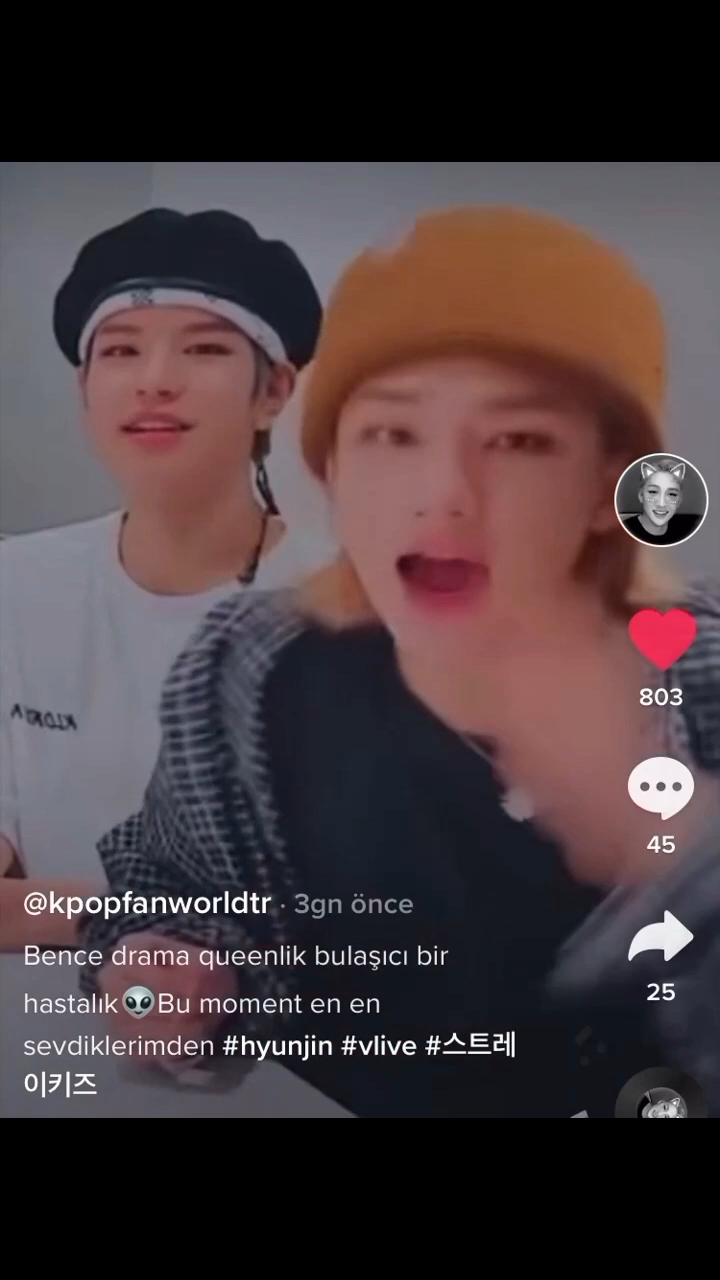 803
45
25
@kpopfanworldtr · 3gn önce
Bence drama queenlik bulaşıcı bir
hastalık👽Bu moment en en
sevdiklerimden #hyunjin #vlive #스트레
이키즈